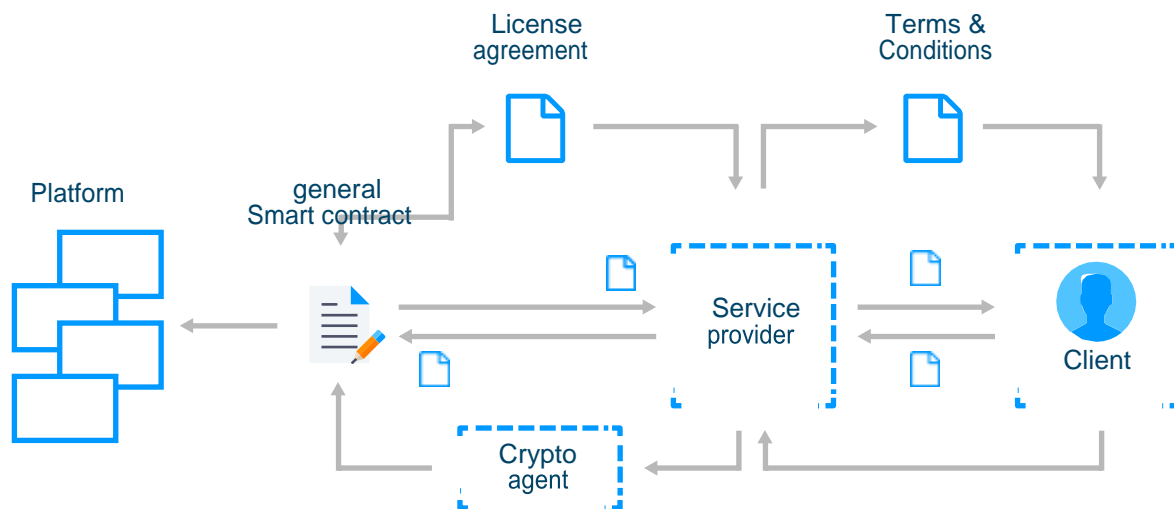 License
agreement
Terms &
Conditions
Platform
general
Smart contract
Service
provider
Client
Crypto
agent